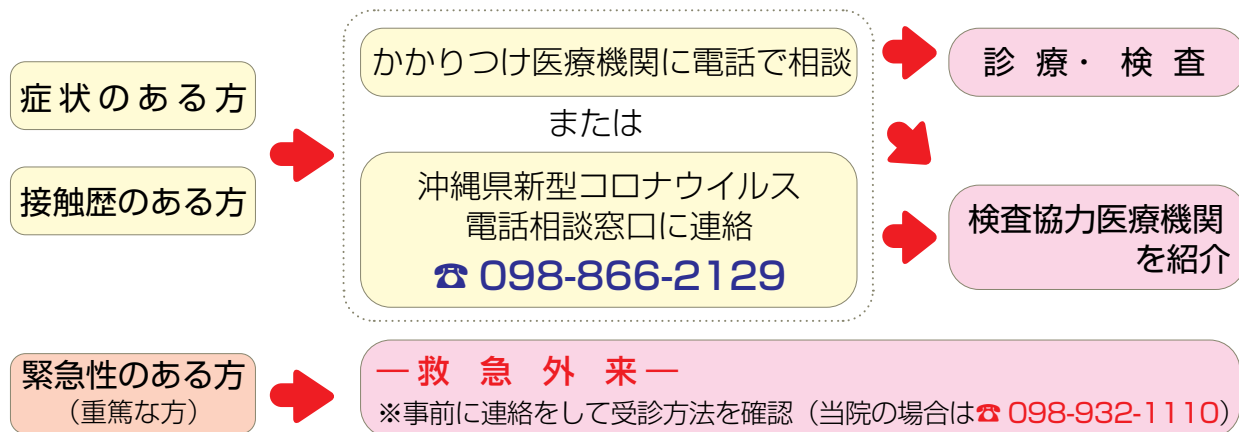 症状のある方
接触歴のある方
かかりつけ医療機関に電話で相談
または
沖縄県新型コロナウイルス
電話相談窓口に連絡
☎ 098-866-2129
診療・検査
検査協力医療機関
を紹介
緊急性のある方
（重篤な方）
―救急外来―
※事前に連絡をして受診方法を確認（当院の場合は☎ 098-932-1110）